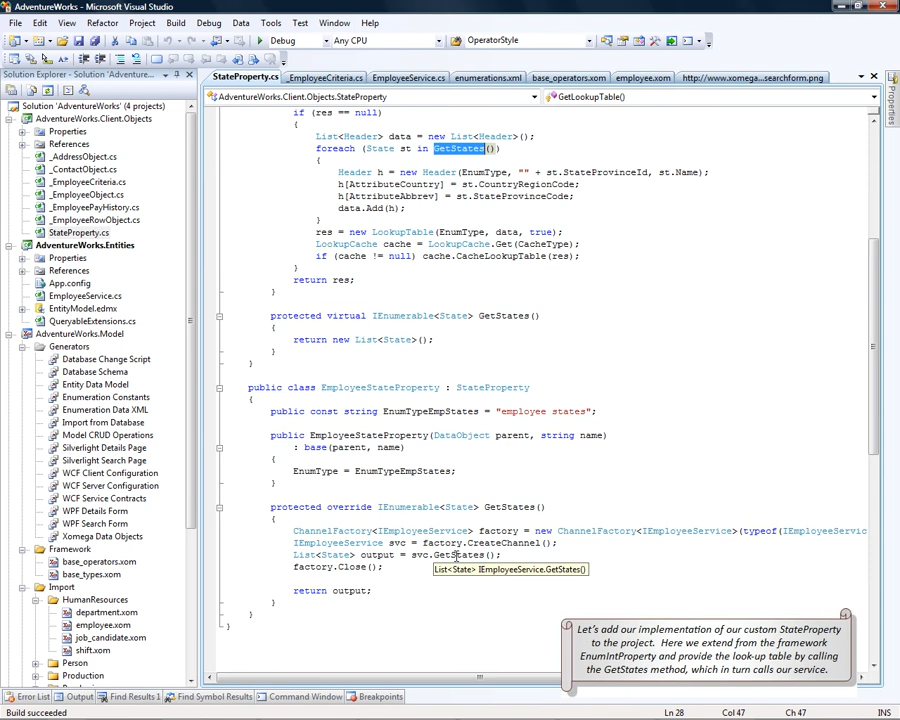 AdventureWorks - Microsoft Visual Studio
File Edit View Refactor Project Build Debug Data Tools Test Window Help
Debug Any CPU OperatorStyle
Solution Explorer - Solution 'Adventure...
StateProperty.cs _EmployeeCriteria.cs EmployeeService.cs enumerations.xml base_operators.xom employee.xom http://www.xomega...searchform.png
AdventureWorks.Client.Objects.StateProperty GetLookupTable()
Properties
Solution 'AdventureWorks' (4 projects)
AdventureWorks.Client.Objects
Properties
References
_AddressObject.cs
_ContactObject.cs
_EmployeeCriteria.cs
_EmployeeObject.cs
_EmployeePayHistory.cs
_EmployeeRowObject.cs
StateProperty.cs
AdventureWorks.Entities
Properties
References
App.config
EmployeeService.cs
EntityModel.edmx
QueryableExtensions.cs
AdventureWorks.Model
Generators
Database Change Script
Database Schema
Entity Data Model
Enumeration Constants
Enumeration Data XML
Import from Database
Model CRUD Operations
Silverlight Details Page
Silverlight Search Page
WCF Client Configuration
WCF Server Configuration
WCF Service Contracts
WPF Details Form
WPF Search Form
Xomega Data Objects
Framework
base_operators.xom
base_types.xom
Import
HumanResources
department.xom
employee.xom
job_candidate.xom
shift.xom
Person
Production
if (res == null)
{
List<Header> data = new List<Header>();
foreach (State st in GetStates())
{
Header h = new Header(EnumType, "" + st.StateProvinceId, st.Name);
h[AttributeCountry] = st.CountryRegionCode;
h[AttributeAbbrev] = st.StateProvinceCode;
data.Add(h);
}
res = new LookupTable(EnumType, data, true);
LookupCache cache = LookupCache.Get(CacheType);
if (cache != null) cache.CacheLookupTable(res);
}
return res;
}
protected virtual IEnumerable<State> GetStates()
{
return new List<State>();
}
}
public class EmployeeStateProperty : StateProperty
{
public const string EnumTypeEmpStates = "employee states";
public EmployeeStateProperty(DataObject parent, string name)
: base(parent, name)
{
EnumType = EnumTypeEmpStates;
}
protected override IEnumerable<State> GetStates()
{
ChannelFactory<IEmployeeService> factory = new ChannelFactory<IEmployeeService>(typeof(IEmployeeServic
IEmployeeService svc = factory.CreateChannel();
List<State> output = svc.GetStates();
factory.Close();
List<State> IEmployeeService.GetStates()
return output;
}
}
}
Let's add our implementation of our custom StateProperty
to the project. Here we extend from the framework
EnumIntProperty and provide the look-up table by calling
the GetStates method, which in turn calls our service.
Error List Output Find Results 1 Find Symbol Results Command Window Breakpoints
Build succeeded Ln 28 Col 47 Ch 47 INS